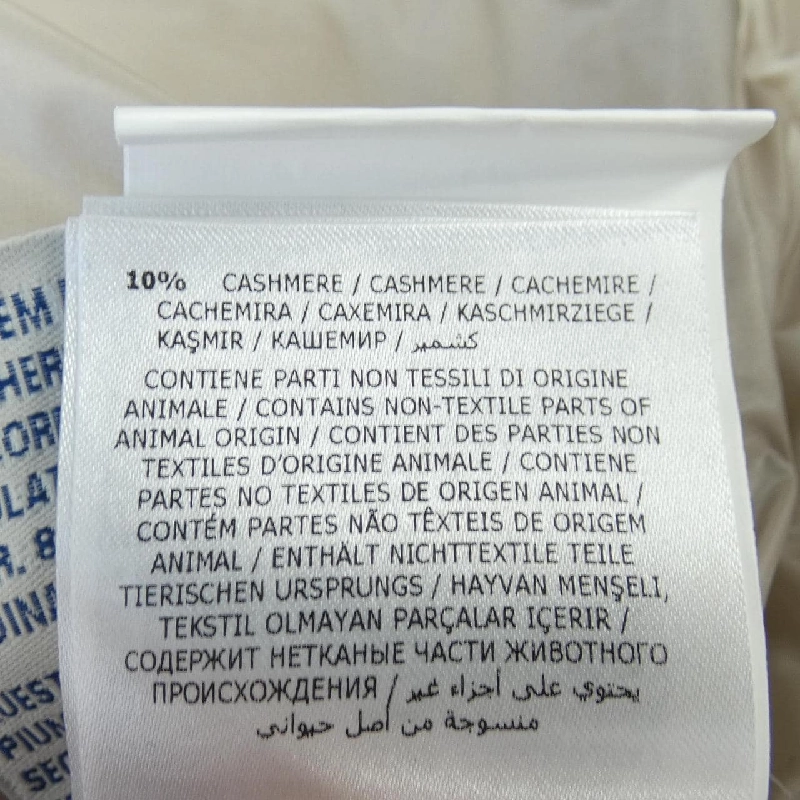 10% CASHMERE / CASHMERE / CACHEMIRE /
CACHEMIRA / CAXEMIRA / KASCHMIRZIEGE /
KAŞMIR / КАШЕМИР / كشمير
CONTIENE PARTI NON TESSILI DI ORIGINE
ANIMALE / CONTAINS NON-TEXTILE PARTS OF
ANIMAL ORIGIN / CONTIENT DES PARTIES NON
TEXTILES D'ORIGINE ANIMALE / CONTIENE
PARTES NO TEXTILES DE ORIGEN ANIMAL /
CONTÉM PARTES NÃO TÊXTEIS DE ORIGEM
ANIMAL / ENTHÄLT NICHTTEXTILE TEILE
TIERISCHEN URSPRUNGS / HAYVAN MENŞELI,
TEKSTIL OLMAYAN PARÇALAR IÇERIR /
СОДЕРЖИТ НЕТКАНЫЕ ЧАСТИ ЖИВОТНОГО
ПРОИСХОЖДЕНИЯ / يحتوي على أجزاء غير
منسوجة من أصل حيواني